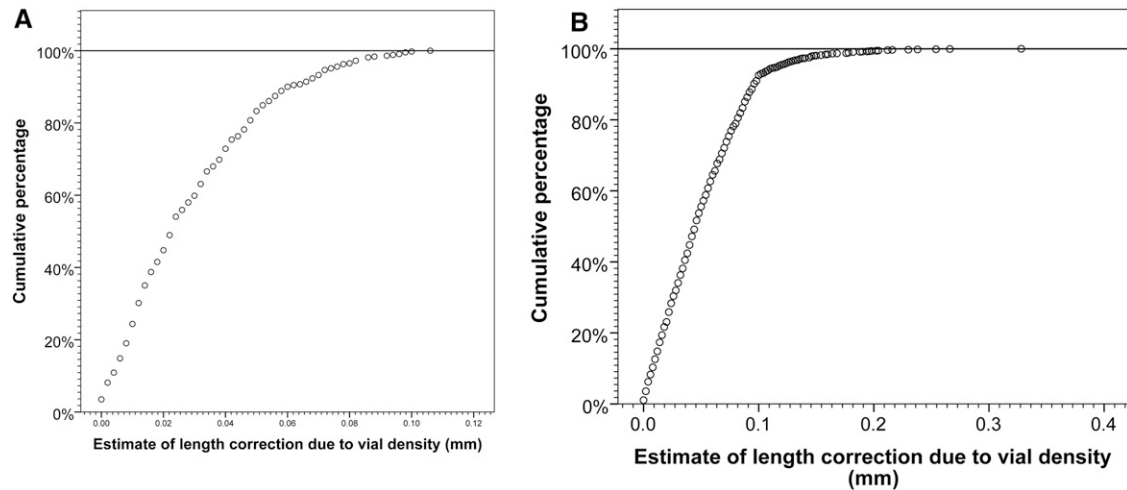 A
Cumulative percentage
100%
80%
60%
40%
20%
0%
0.00 0.02 0.04 0.06 0.08 0.10 0.12
Estimate of length correction due to vial density (mm)
B
Cumulative percentage
100%
80%
60%
40%
20%
0%
0.0 0.1 0.2 0.3 0.4
Estimate of length correction due to vial density
(mm)